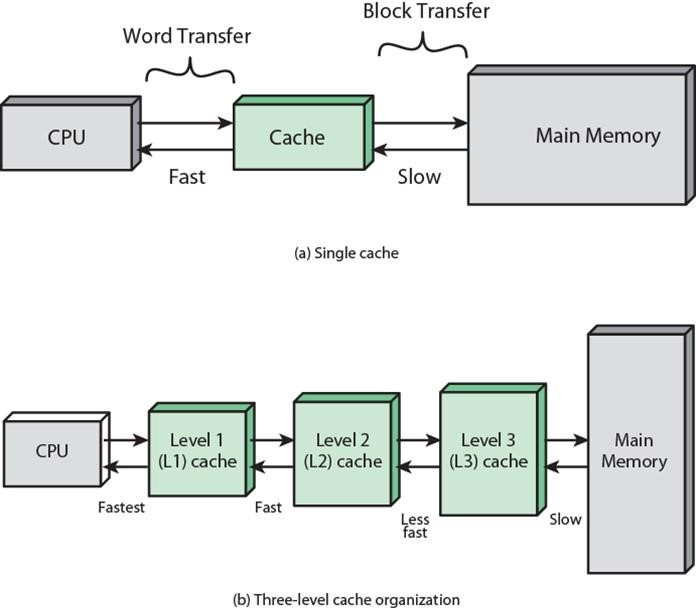 Block Transfer
Word Transfer
CPU
Cache
Main Memory
Fast
Slow
(a) Single cache
CPU
Level 1
(L1) cache
Level 2
(L2) cache
Level 3
(L3) cache
Main
Memory
Fastest
Fast
Less
fast
Slow
(b) Three-level cache organization